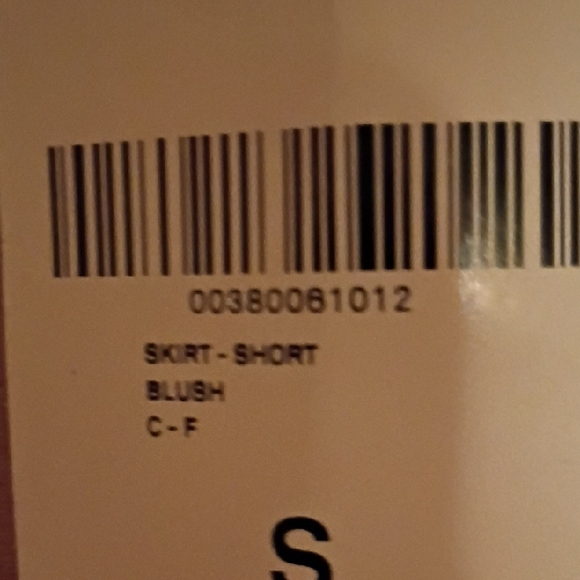 00380061012
SKIRT - SHORT
BLUSH
C - F
S